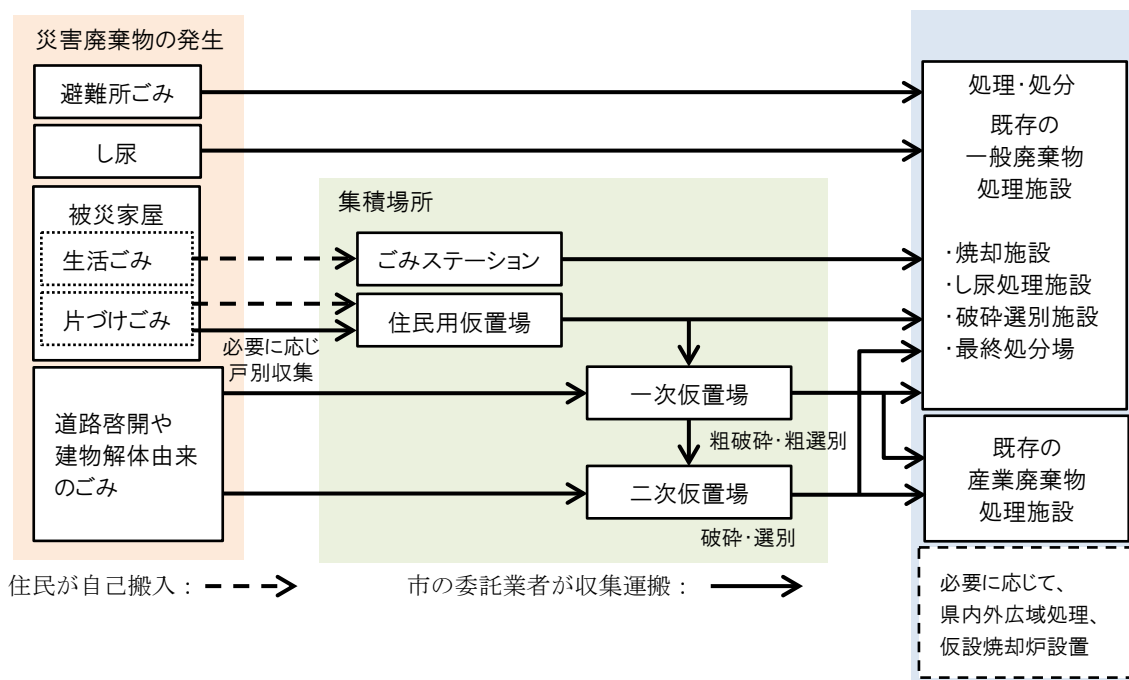 災害廃棄物の発生
避難所ごみ
し尿
被災家屋
生活ごみ
片づけごみ
必要に応じ
戸別収集
道路啓開や
建物解体由来
のごみ
集積場所
ごみステーション
住民用仮置場
一次仮置場
粗破砕・粗選別
二次仮置場
破砕・選別
処理・処分
既存の
一般廃棄物
処理施設
・焼却施設
・し尿処理施設
・破砕選別施設
・最終処分場
既存の
産業廃棄物
処理施設
必要に応じて、
県内外広域処理、
仮設焼却炉設置
住民が自己搬入：
市の委託業者が収集運搬：